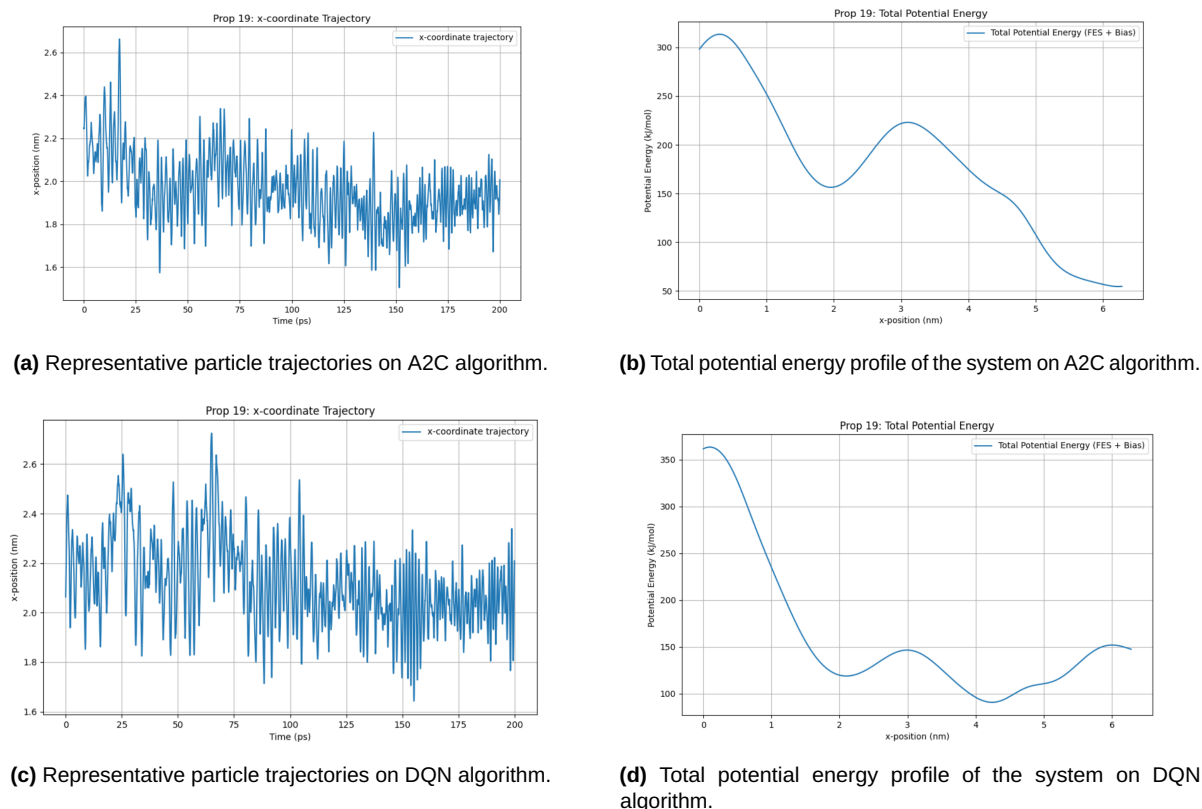 Prop 19: x-coordinate Trajectory
x-coordinate trajectory
2.6
2.4
2.2
2.0
1.8
1.6
x-position (nm)
0 25 50 75 100 125 150 175 200
Time (ps)
(a) Representative particle trajectories on A2C algorithm.
Prop 19: Total Potential Energy
Total Potential Energy (FES + Bias)
300
250
200
150
100
50
Potential Energy (kJ/mol)
0 1 2 3 4 5 6
x-position (nm)
(b) Total potential energy profile of the system on A2C algorithm.
Prop 19: x-coordinate Trajectory
x-coordinate trajectory
2.6
2.4
2.2
2.0
1.8
1.6
x-position (nm)
0 25 50 75 100 125 150 175 200
Time (ps)
(c) Representative particle trajectories on DQN algorithm.
Prop 19: Total Potential Energy
Total Potential Energy (FES + Bias)
350
300
250
200
150
100
Potential Energy (kJ/mol)
0 1 2 3 4 5 6
x-position (nm)
(d) Total potential energy profile of the system on DQN
algorithm.